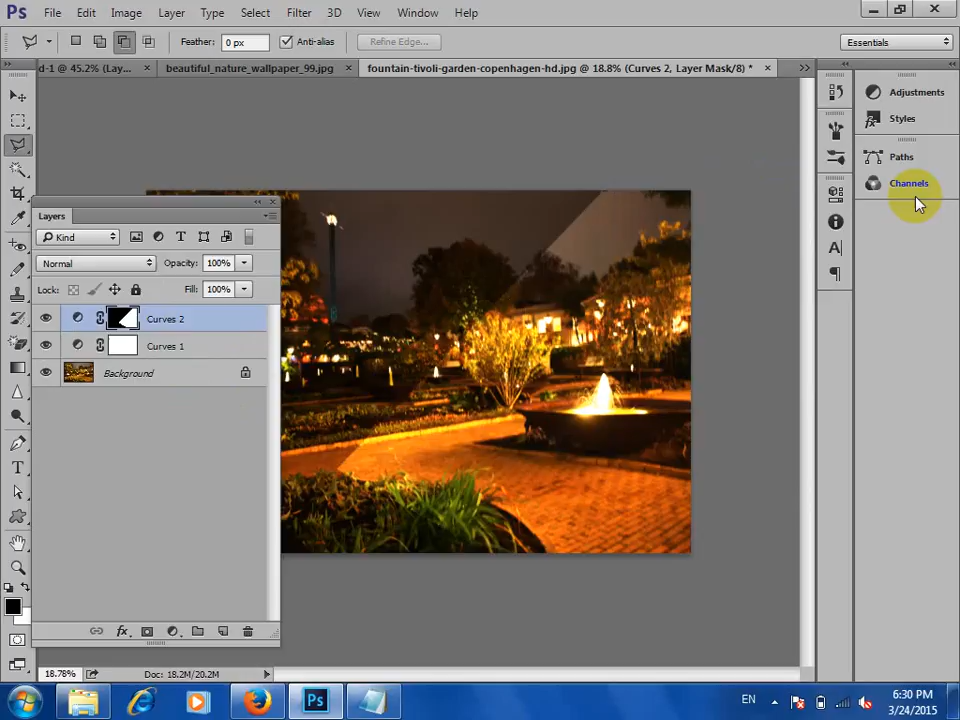 Ps File Edit Image Layer Type Select Filter 3D View Window Help
Feather: 0 px Anti-alias Refine Edge... Essentials
d-1 @ 45.2% (Lay... × beautiful_nature_wallpaper_99.jpg × fountain-tivoli-garden-copenhagen-hd.jpg @ 18.8% (Curves 2, Layer Mask/8) * ×
Adjustments
Styles
Paths
Channels
Layers
Kind
Normal Opacity: 100%
Lock: Fill: 100%
Curves 2
Curves 1
Background
18.78% Doc: 18.2M/20.2M
EN
6:30 PM
3/24/2015